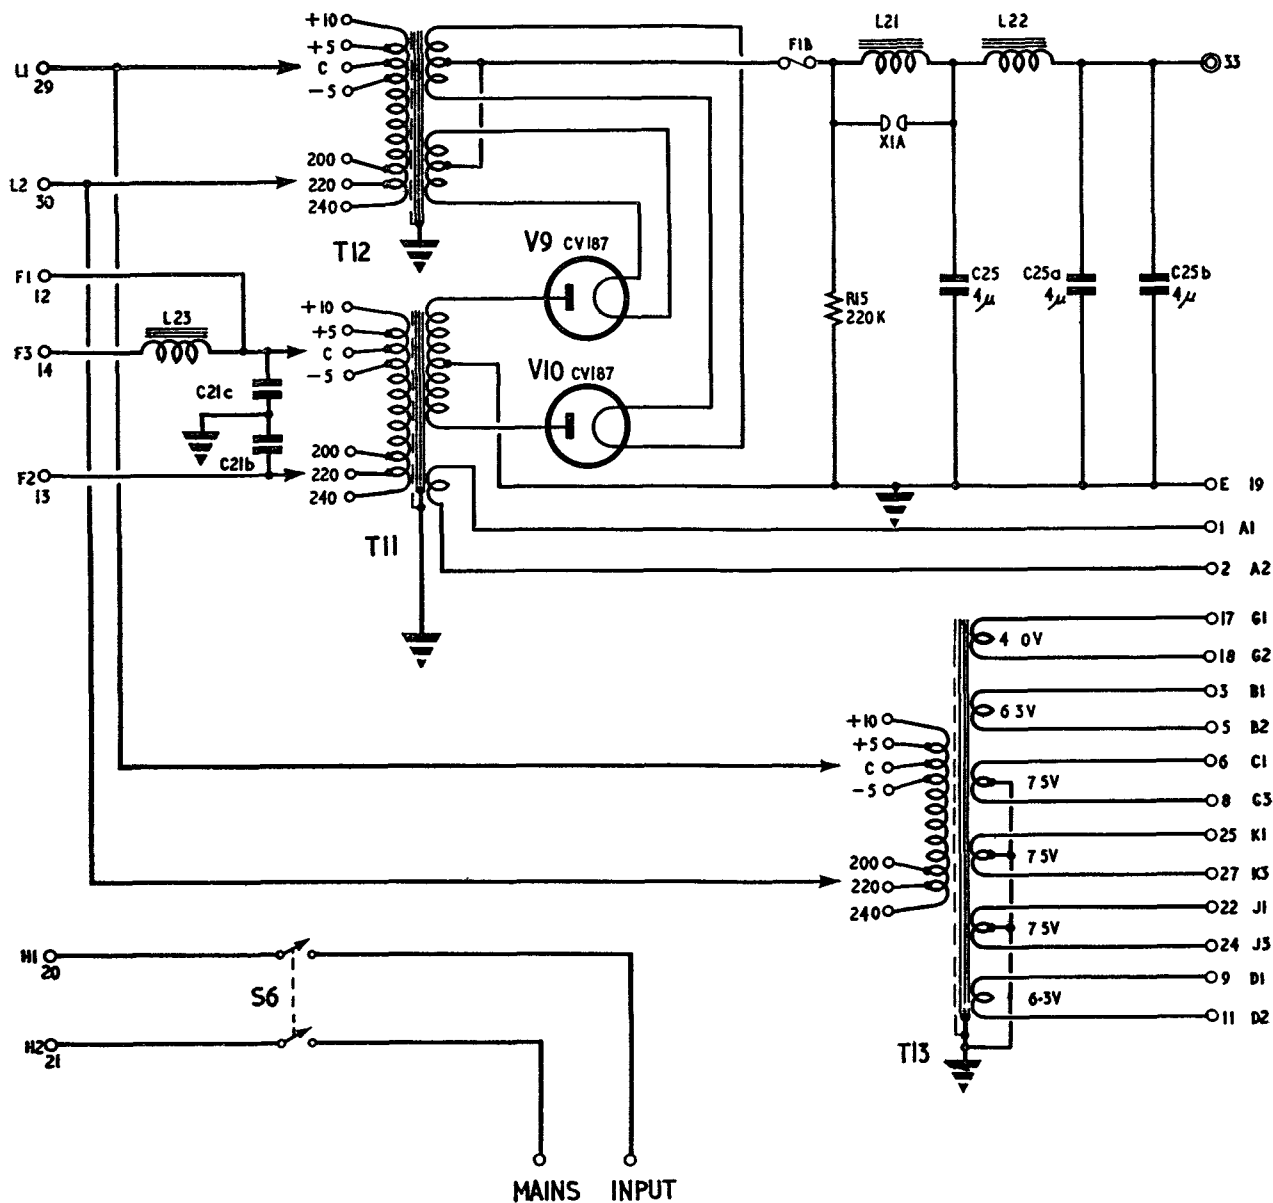 +10
+5
C
-5
200
220
240
T12
L1
29
L2
30
F1
12
L23
F3
14
C21c
C21b
F2
13
+10
+5
C
-5
200
220
240
T11
V9 CV187
V10 CV187
F1B
L21
L22
33
X1A
R15
220K
C25
4μ
C25a
4μ
C25b
4μ
E 19
1 A1
2 A2
17 G1
4 0V
18 G2
3 B1
6 3V
5 B2
+10
+5
C
-5
200
220
240
6 C1
7 5V
8 G3
25 K1
7 5V
27 K3
22 J1
7 5V
24 J3
9 D1
6·3V
11 D2
T13
H1
20
S6
H2
21
MAINS INPUT